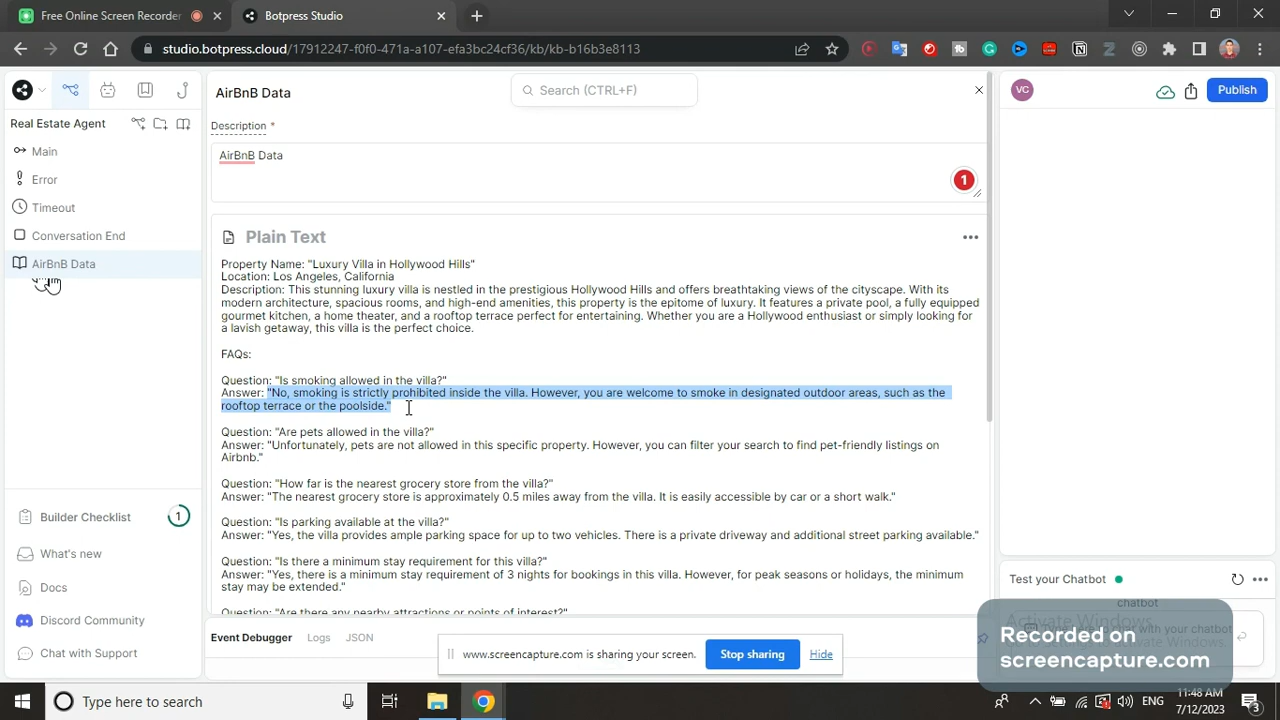 Free Online Screen Recorder
Botpress Studio
studio.botpress.cloud/17912247-f0f0-471a-a107-efa3bc24cf36/kb/kb-b16b3e8113
AirBnB Data
Search (CTRL+F)
VC
Publish
Real Estate Agent
Description *
Main
AirBnB Data
Error
1
Timeout
Conversation End
Plain Text
AirBnB Data
Property Name: "Luxury Villa in Hollywood Hills"
Location: Los Angeles, California
Description: This stunning luxury villa is nestled in the prestigious Hollywood Hills and offers breathtaking views of the cityscape. With its
modern architecture, spacious rooms, and high-end amenities, this property is the epitome of luxury. It features a private pool, a fully equipped
gourmet kitchen, a home theater, and a rooftop terrace perfect for entertaining. Whether you are a Hollywood enthusiast or simply looking for
a lavish getaway, this villa is the perfect choice.
FAQs:
Question: "Is smoking allowed in the villa?"
Answer: "No, smoking is strictly prohibited inside the villa. However, you are welcome to smoke in designated outdoor areas, such as the
rooftop terrace or the poolside."
Question: "Are pets allowed in the villa?"
Answer: "Unfortunately, pets are not allowed in this specific property. However, you can filter your search to find pet-friendly listings on
Airbnb."
Question: "How far is the nearest grocery store from the villa?"
Answer: "The nearest grocery store is approximately 0.5 miles away from the villa. It is easily accessible by car or a short walk."
Question: "Is parking available at the villa?"
Answer: "Yes, the villa provides ample parking space for up to two vehicles. There is a private driveway and additional street parking available."
Question: "Is there a minimum stay requirement for this villa?"
Answer: "Yes, there is a minimum stay requirement of 3 nights for bookings in this villa. However, for peak seasons or holidays, the minimum
stay may be extended."
Question: "Are there any nearby attractions or points of interest?"
Builder Checklist
1
What's new
Docs
Discord Community
Chat with Support
Event Debugger
Logs
JSON
Test your Chatbot
chatbot
Activate Windows
www.screencapture.com is sharing your screen.
Stop sharing
Hide
Recorded on
screencapture.com
Type here to search
ENG
11:48 AM
7/12/2023
3